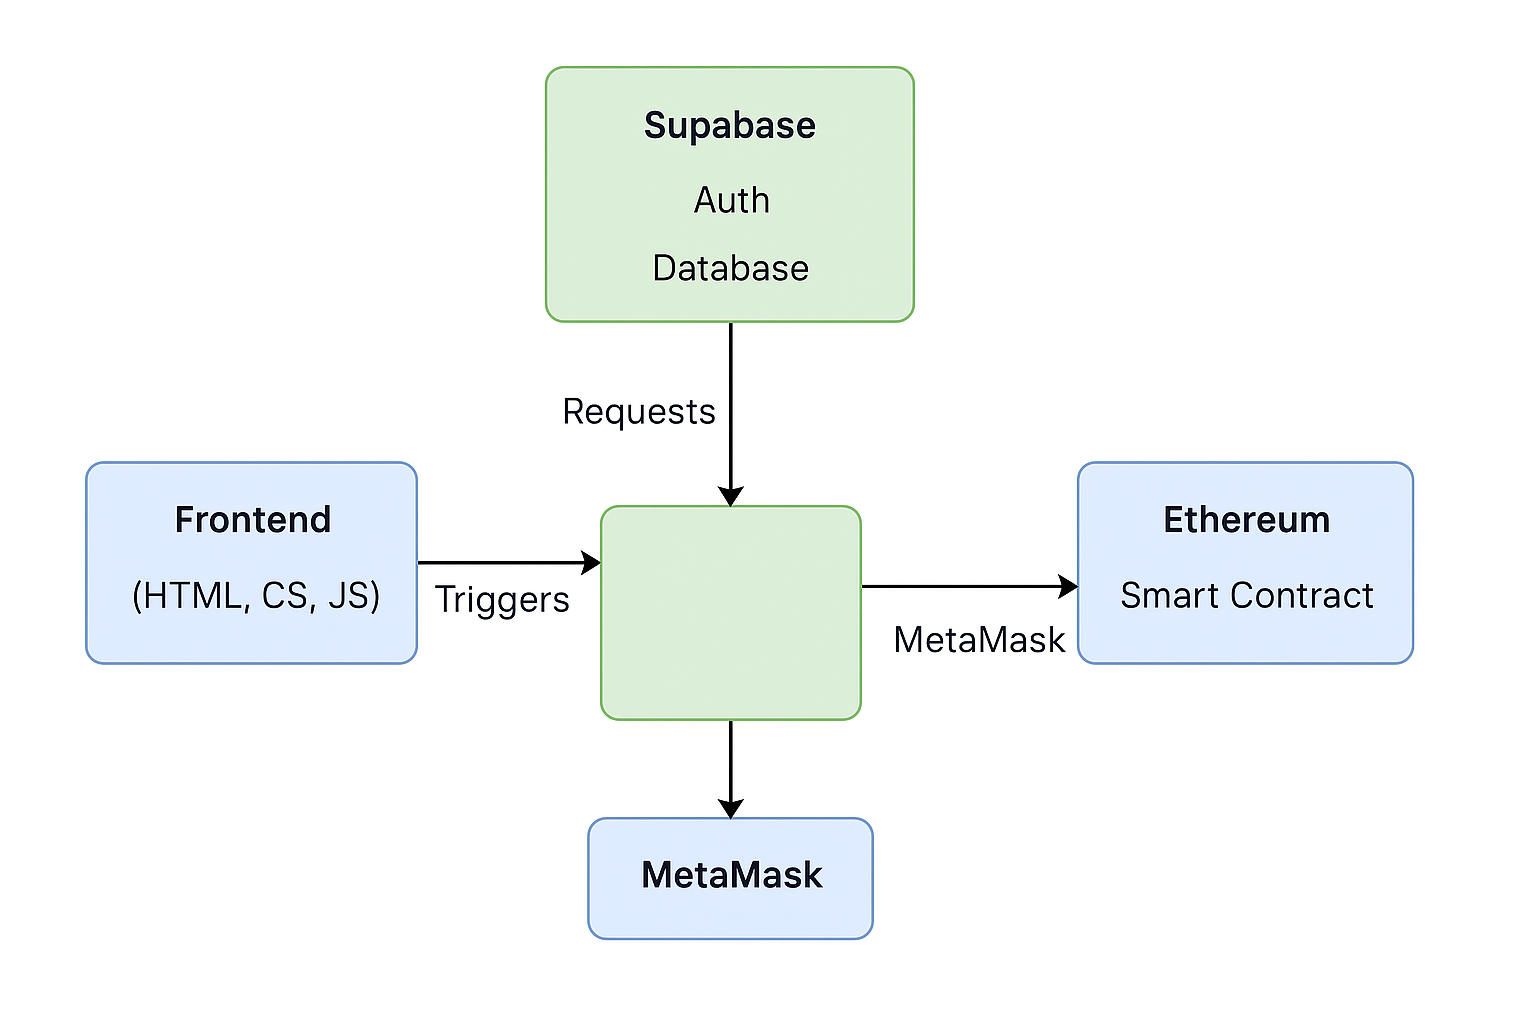 Supabase
Auth
Database
Requests
Frontend
(HTML, CS, JS)
Triggers
Ethereum
Smart Contract
MetaMask
MetaMask